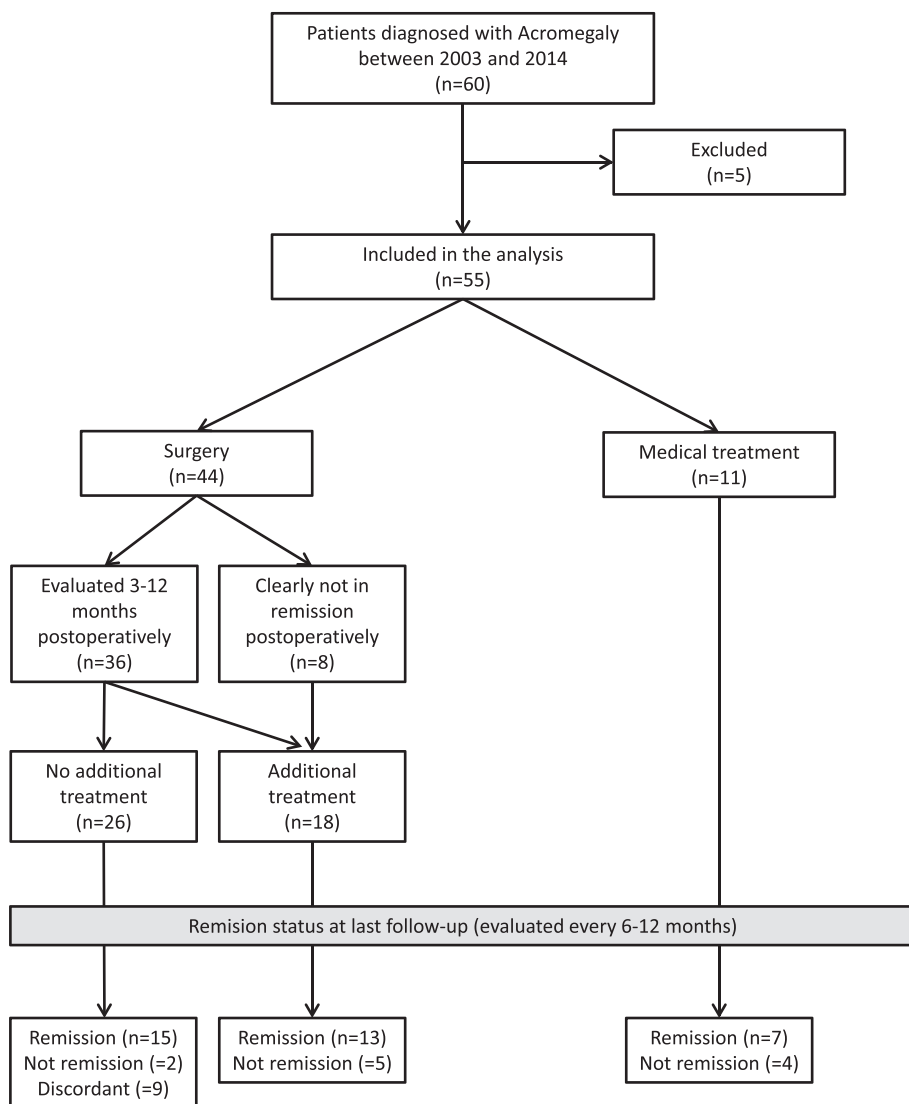 Patients diagnosed with Acromegaly
between 2003 and 2014
(n=60)
Excluded
(n=5)
Included in the analysis
(n=55)
Surgery
(n=44)
Medical treatment
(n=11)
Evaluated 3-12
months
postoperatively
(n=36)
Clearly not in
remission
postoperatively
(n=8)
No additional
treatment
(n=26)
Additional
treatment
(n=18)
Remision status at last follow-up (evaluated every 6-12 months)
Remission (n=15)
Not remission (=2)
Discordant (=9)
Remission (n=13)
Not remission (=5)
Remission (n=7)
Not remission (=4)